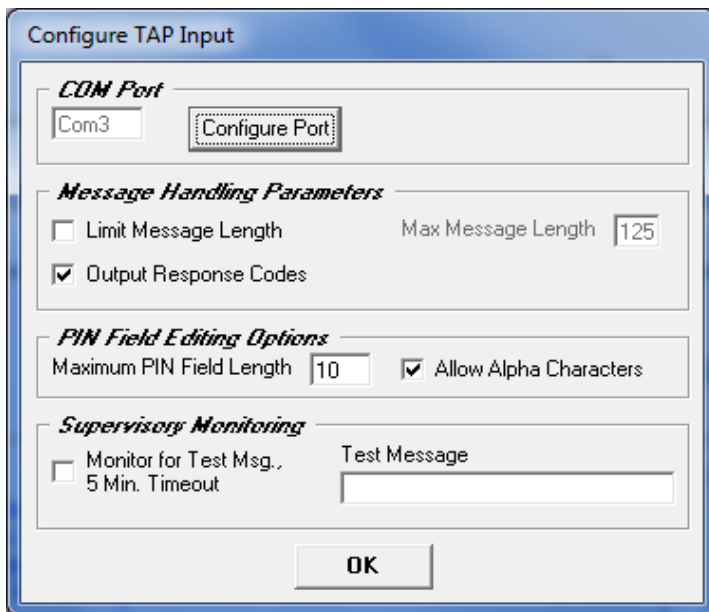 Configure TAP Input
COM Port
Com3 Configure Port
Message Handling Parameters
Limit Message Length Max Message Length 125
Output Response Codes
PIN Field Editing Options
Maximum PIN Field Length 10 Allow Alpha Characters
Supervisory Monitoring
Monitor for Test Msg., Test Message
5 Min. Timeout
OK